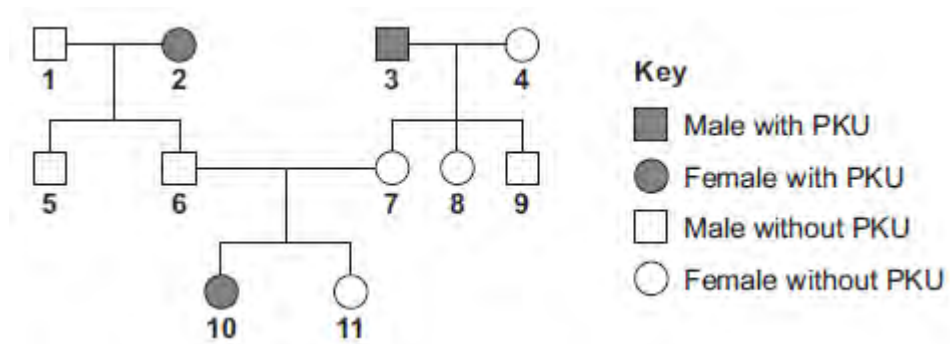 1 2 3 4
Key
Male with PKU
Female with PKU
5 6 7 8 9
Male without PKU
Female without PKU
10 11